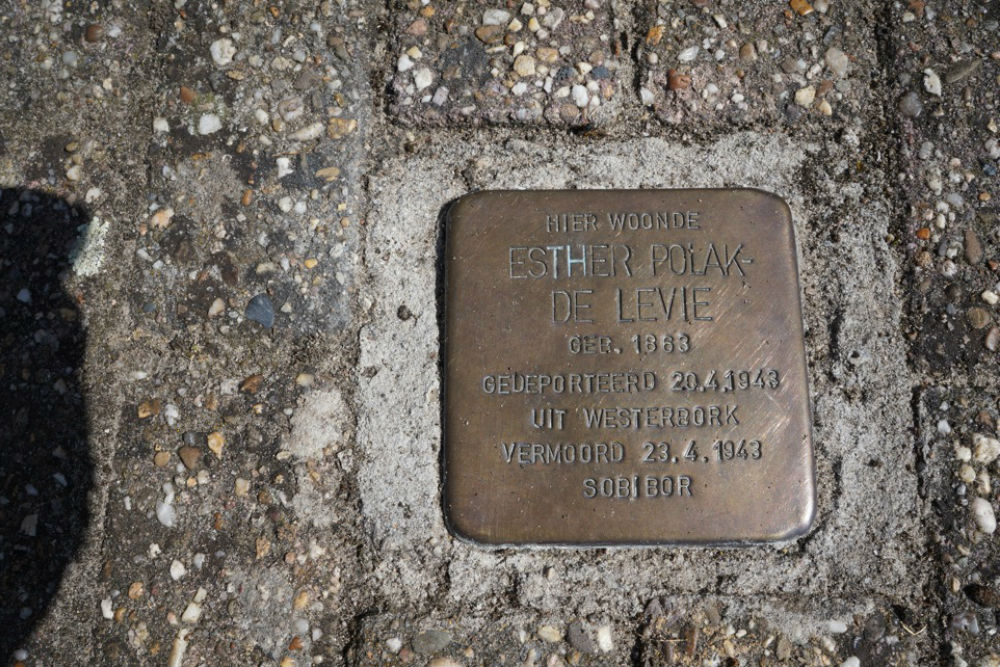 HIER WOONDE
ESTHER POLAK-
DE LEVIE
GEB. 1863
GEDEPORTEERD 20.4.1943
UIT WESTERBORK
VERMOORD 23.4.1943
SOBIBOR